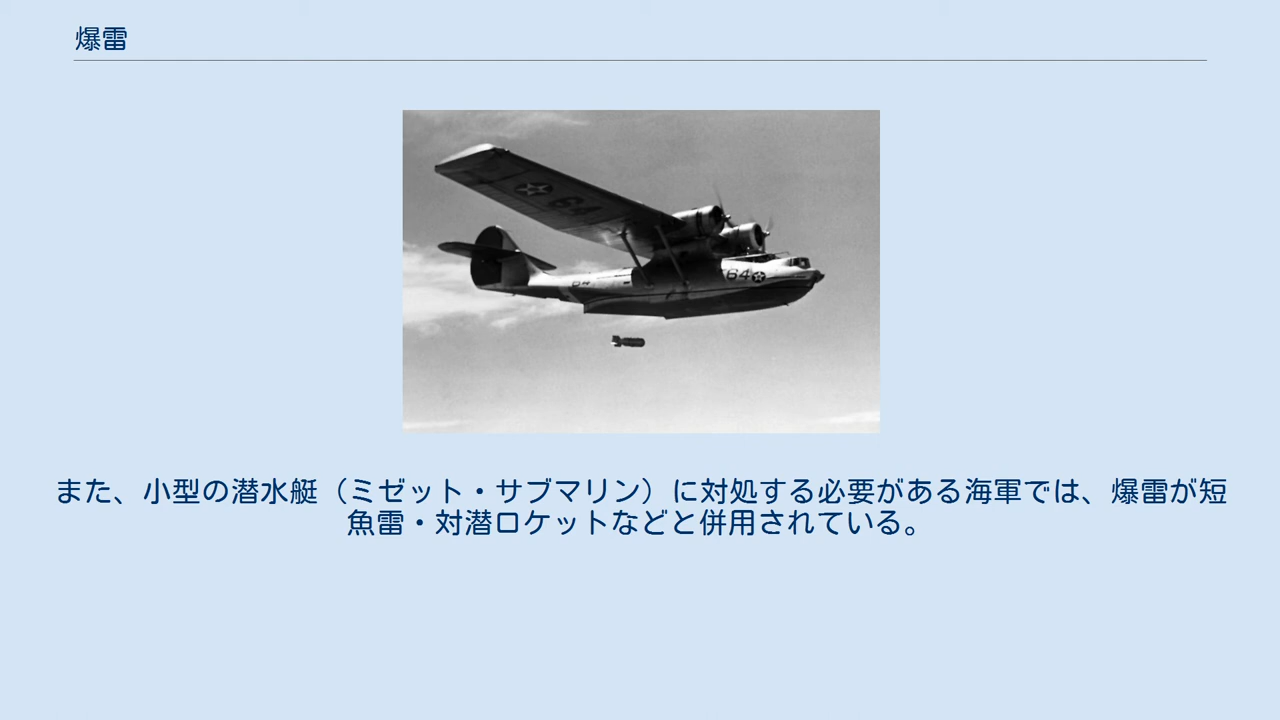 爆雷
64
64
また、小型の潜水艇（ミゼット・サブマリン）に対処する必要がある海軍では、爆雷が短
魚雷・対潜ロケットなどと併用されている。